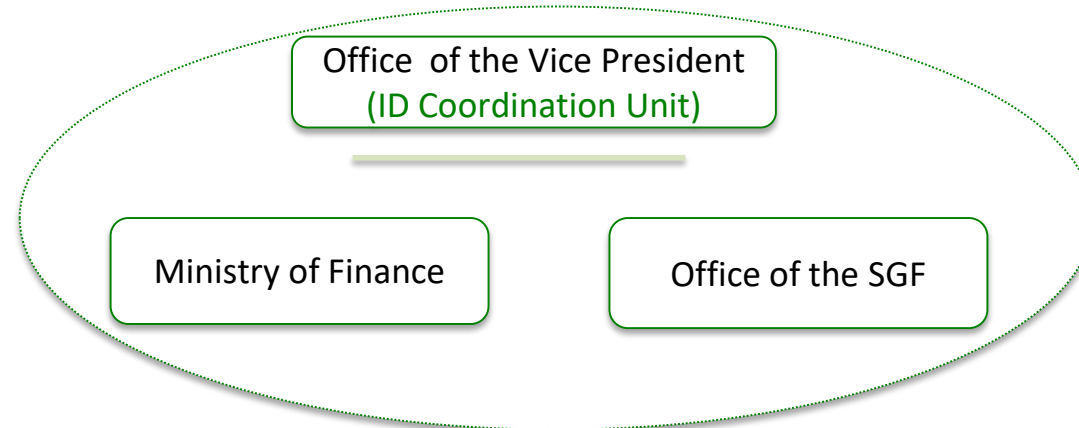 Office of the Vice President
(ID Coordination Unit)
Ministry of Finance
Office of the SGF